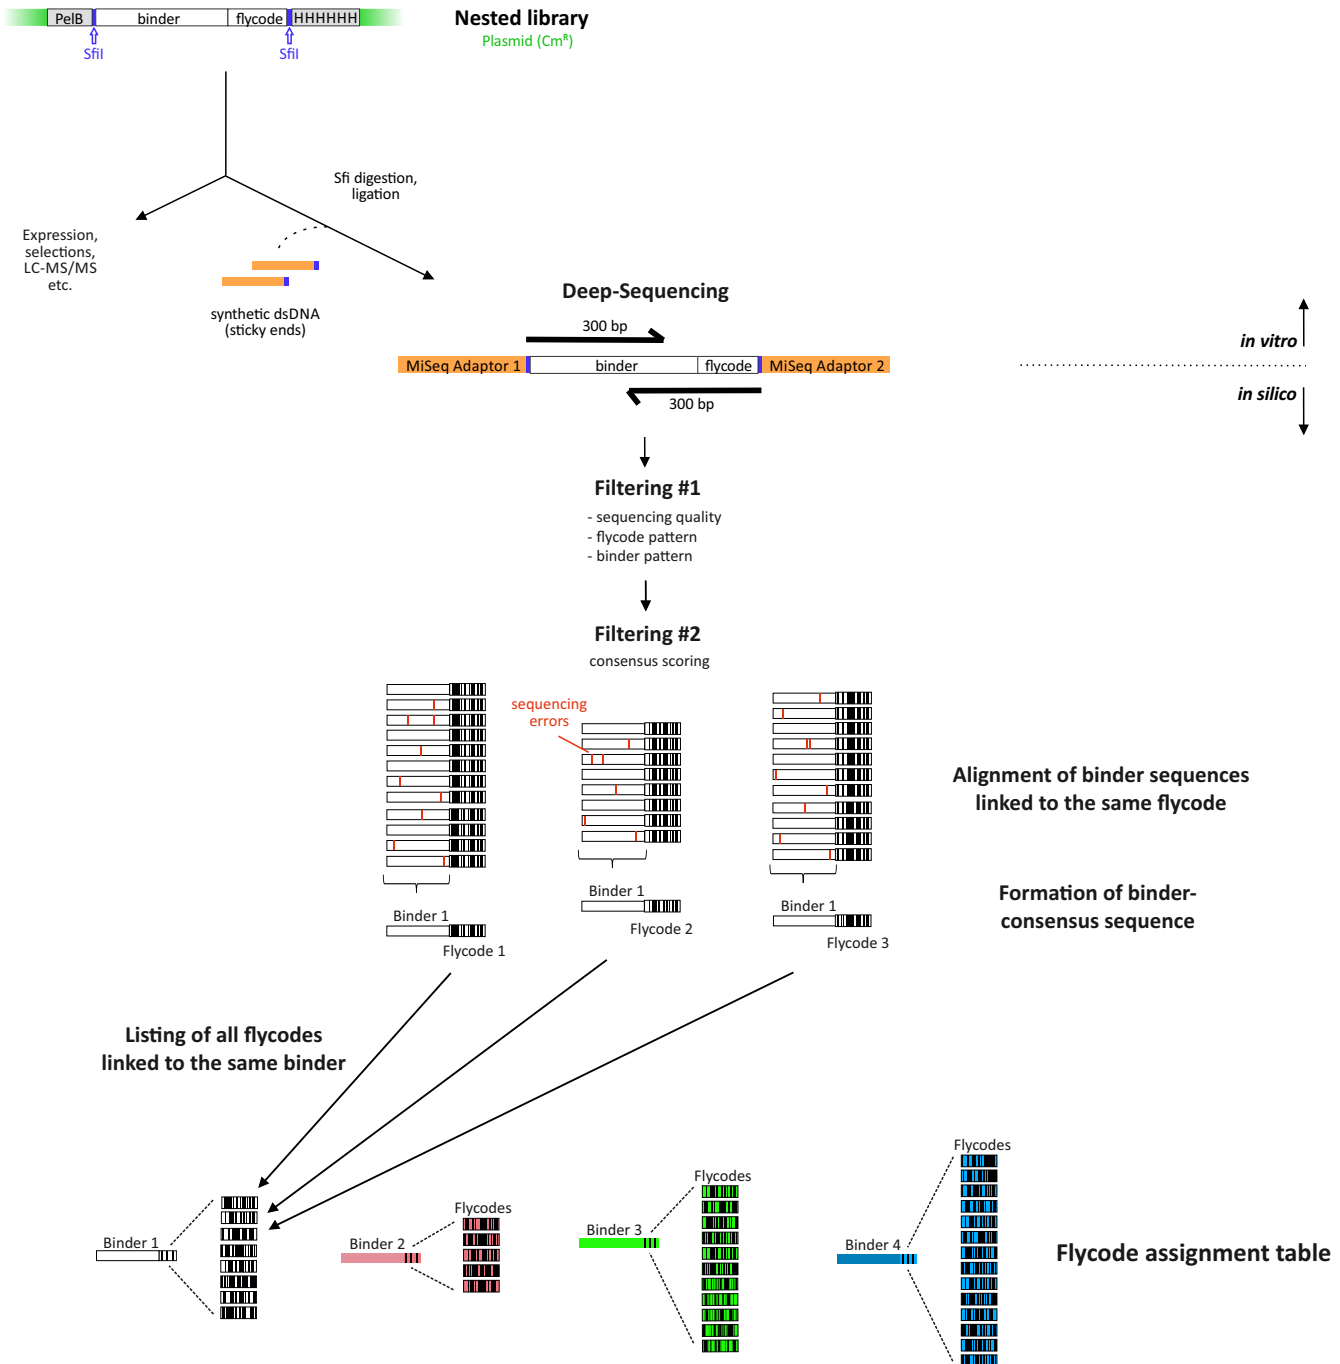 PelB
binder
flycode
HHHHHH
SfiI
SfiI
Nested library
Plasmid (Cmᴿ)
Sfi digestion,
ligation
Expression,
selections,
LC-MS/MS
etc.
synthetic dsDNA
(sticky ends)
Deep-Sequencing
300 bp
MiSeq Adaptor 1
binder
flycode
MiSeq Adaptor 2
300 bp
in vitro
in silico
Filtering #1
- sequencing quality
- flycode pattern
- binder pattern
Filtering #2
consensus scoring
sequencing
errors
Alignment of binder sequences
linked to the same flycode
Binder 1
Flycode 1
Binder 1
Flycode 2
Binder 1
Flycode 3
Formation of binder-
consensus sequence
Listing of all flycodes
linked to the same binder
Binder 1
Flycodes
Binder 2
Flycodes
Binder 3
Flycodes
Binder 4
Flycode assignment table